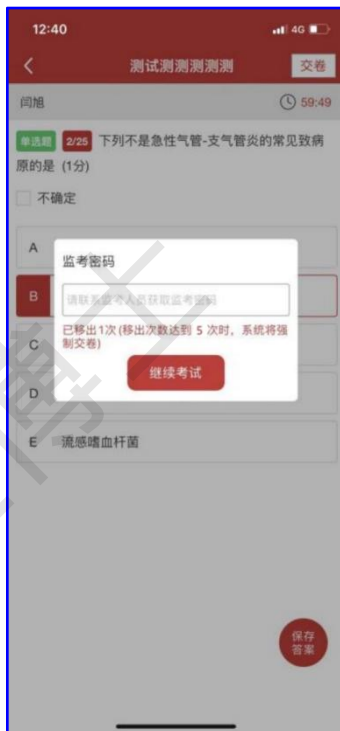 12:40
4G
测试测测测测测
交卷
闫旭
59:49
单选题 2/25 下列不是急性气管-支气管炎的常见致病
原的是 (1分)
不确定
A
监考密码
B
请联系监考人员获取监考密码
已移出1次(移出次数达到 5 次时，系统将强
C
制交卷)
继续考试
D
E 流感嗜血杆菌
保存
答案